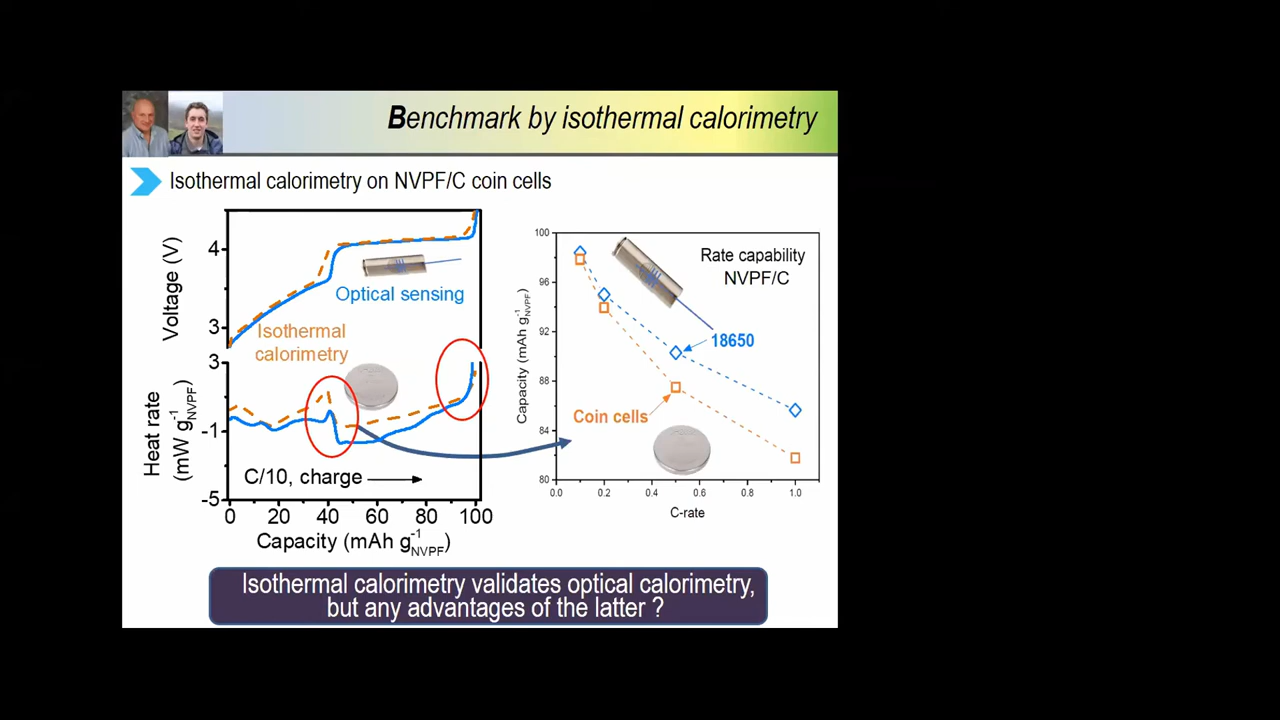 Benchmark by isothermal calorimetry
Isothermal calorimetry on NVPF/C coin cells
Voltage (V)
4
3
Optical sensing
Isothermal
calorimetry
Heat rate
(mW g-1NVPF)
3
-1
-5
C/10, charge
0 20 40 60 80 100
Capacity (mAh g-1NVPF)
Capacity (mAh g-1NVPF)
100
96
92
88
84
80
Rate capability
NVPF/C
18650
Coin cells
0.0 0.2 0.4 0.6 0.8 1.0
C-rate
Isothermal calorimetry validates optical calorimetry,
but any advantages of the latter ?